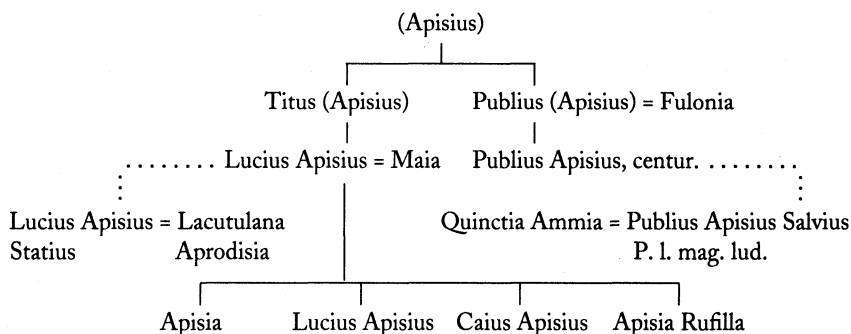 (Apisius)
Titus (Apisius) Publius (Apisius) = Fulonia
Lucius Apisius = Maia Publius Apisius, centur.
Lucius Apisius = Lacutulana Quinctia Ammia = Publius Apisius Salvius
Statius Aprodisia P. l. mag. lud.
Apisia Lucius Apisius Caius Apisius Apisia Rufilla